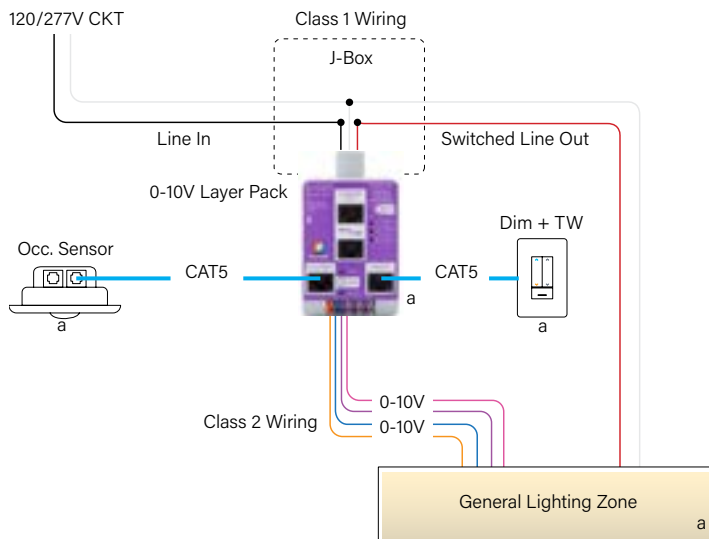 120/277V CKT
Class 1 Wiring
J-Box
Line In
Switched Line Out
0-10V Layer Pack
Dim + TW
Occ. Sensor
CAT5
CAT5
a
a
a
0-10V
Class 2 Wiring
0-10V
General Lighting Zone
a